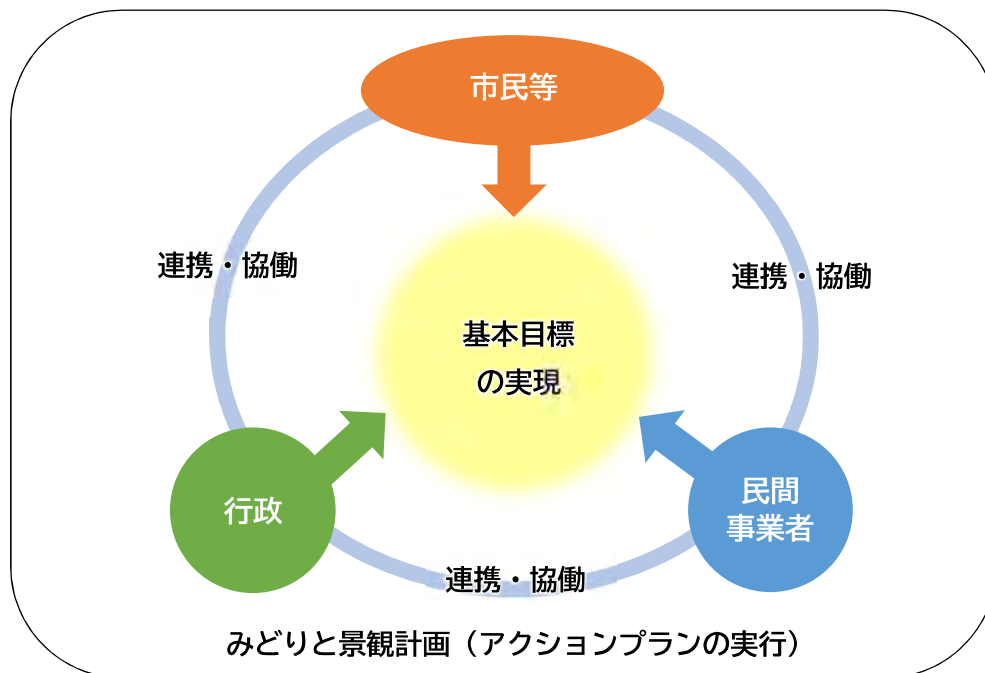 市民等
連携・協働
連携・協働
基本目標
の実現
行政
民間
事業者
連携・協働
みどりと景観計画（アクションプランの実行）